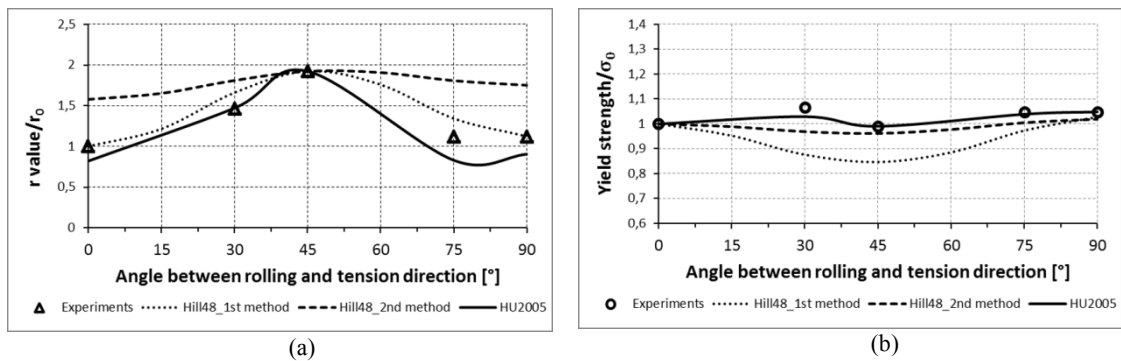 r value/r0
2,5
2
1,5
1
0,5
0
0 15 30 45 60 75 90
Angle between rolling and tension direction [°]
Experiments Hill48_1st method Hill48_2nd method HU2005
(a)
Yield strength/σ0
1,4
1,3
1,2
1,1
1
0,9
0,8
0,7
0,6
0 15 30 45 60 75 90
Angle between rolling and tension direction [°]
Experiments Hill48_1st method Hill48_2nd method HU2005
(b)